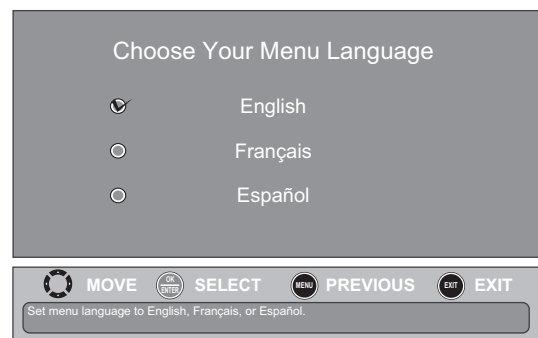 Choose Your Menu Language
English
Français
Español
MOVE OK ENTER SELECT MENU PREVIOUS EXIT EXIT
Set menu language to English, Français, or Español.